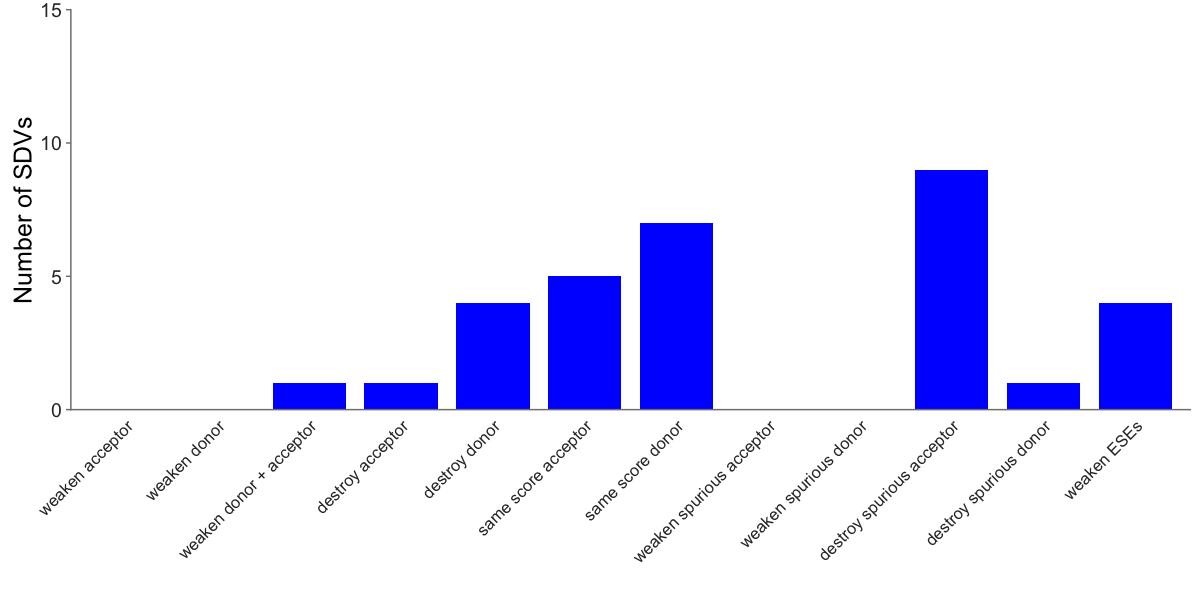 15
10
5
0
Number of SDVs
weaken acceptor
weaken donor
weaken donor + acceptor
destroy acceptor
destroy donor
same score acceptor
same score donor
weaken spurious acceptor
weaken spurious donor
destroy spurious acceptor
destroy spurious donor
weaken ESEs